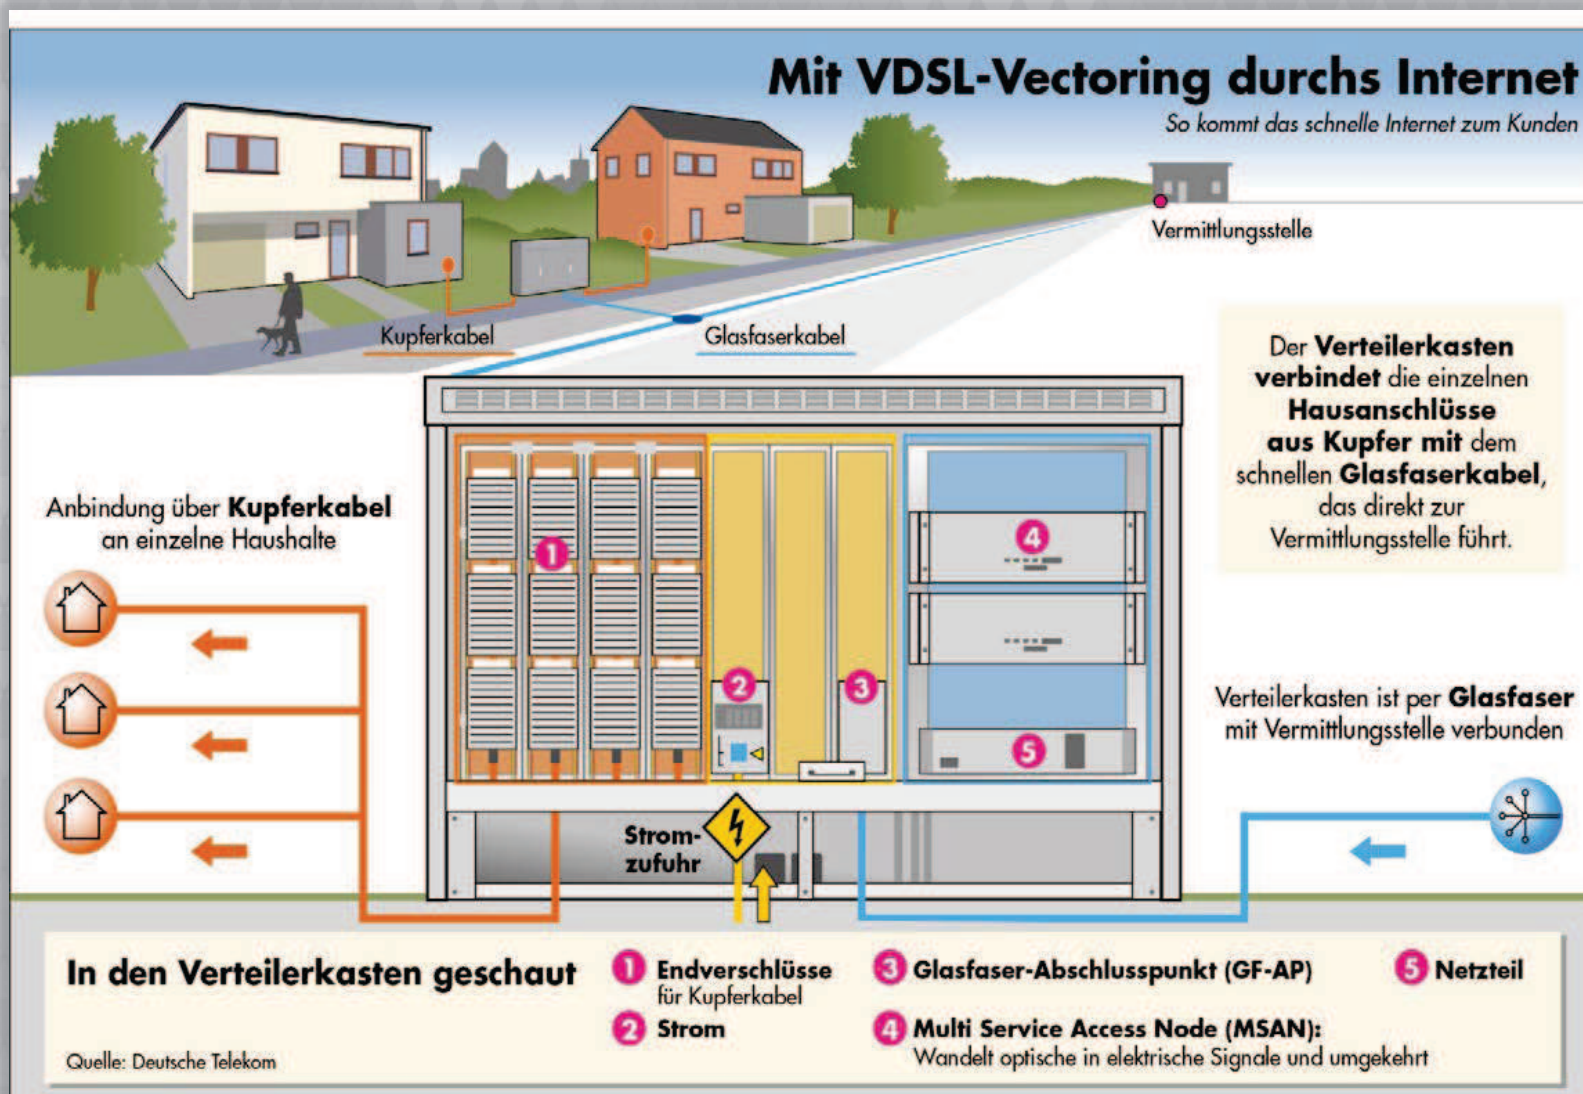 Mit VDSL-Vectoring durchs Internet
So kommt das schnelle Internet zum Kunden
Vermittlungsstelle
Kupferkabel
Glasfaserkabel
Der Verteilerkasten
verbindet die einzelnen
Hausanschlüsse
aus Kupfer mit dem
schnellen Glasfaserkabel,
das direkt zur
Vermittlungsstelle führt.
Anbindung über Kupferkabel
an einzelne Haushalte
1
4
2
3
5
Verteilerkasten ist per Glasfaser
mit Vermittlungsstelle verbunden
Strom-
zufuhr
In den Verteilerkasten geschaut
1 Endverschlüsse
für Kupferkabel
2 Strom
3 Glasfaser-Abschlusspunkt (GF-AP)
4 Multi Service Access Node (MSAN):
Wandelt optische in elektrische Signale und umgekehrt
5 Netzteil
Quelle: Deutsche Telekom